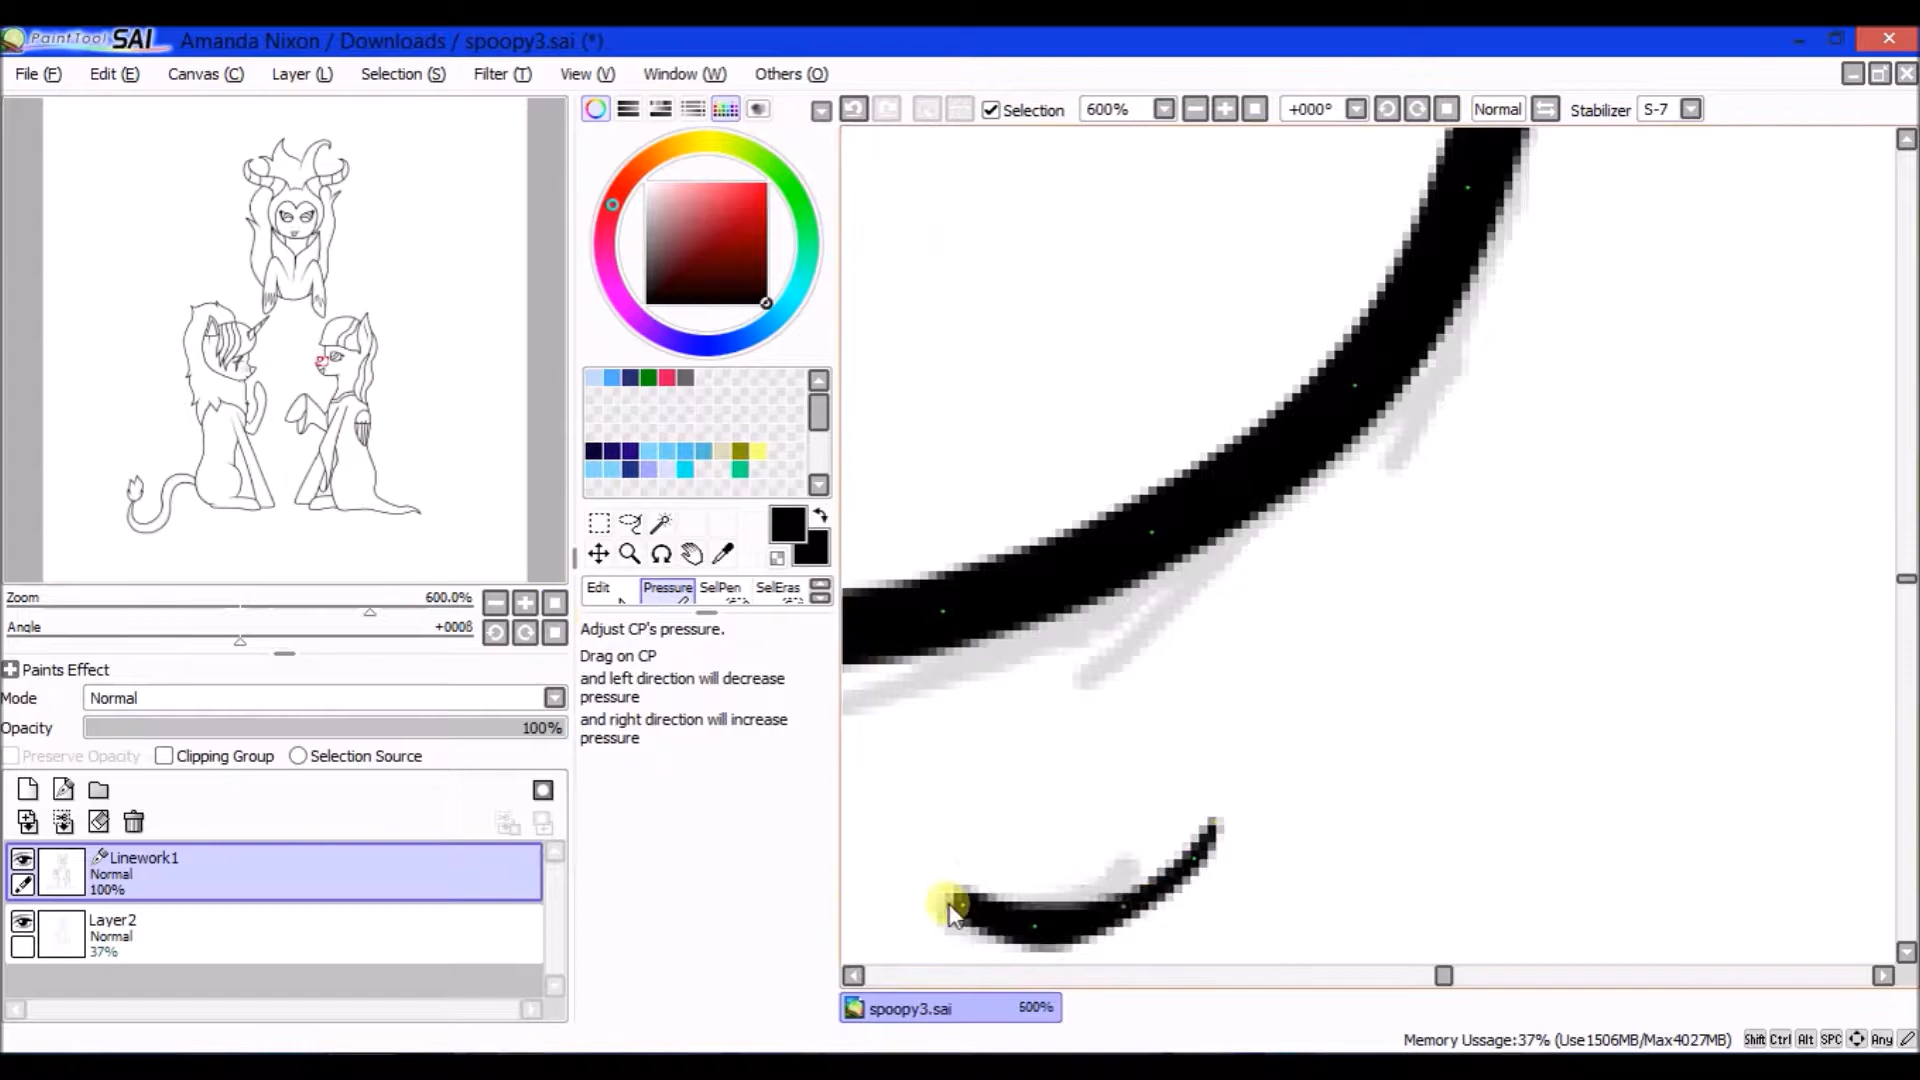 PaintTool SAI Amanda Nixon / Downloads / spoopy3.sai (*)
File (F) Edit (E) Canvas (C) Layer (L) Selection (S) Filter (T) View (V) Window (W) Others (O)
Selection 600% +000° Normal Stabilizer S-7
Edit Pressure SelPen SelEras
Zoom 600.0%
Angle +0008
Paints Effect
Mode Normal
Opacity 100%
Preserve Opacity Clipping Group Selection Source
Adjust CP's pressure.
Drag on CP
and left direction will decrease
pressure
and right direction will increase
pressure
Linework1
Normal
100%
Layer2
Normal
37%
spoopy3.sai 600%
Memory Ussage:37% (Use1506MB/Max4027MB) Shift Ctrl Alt SPC Any